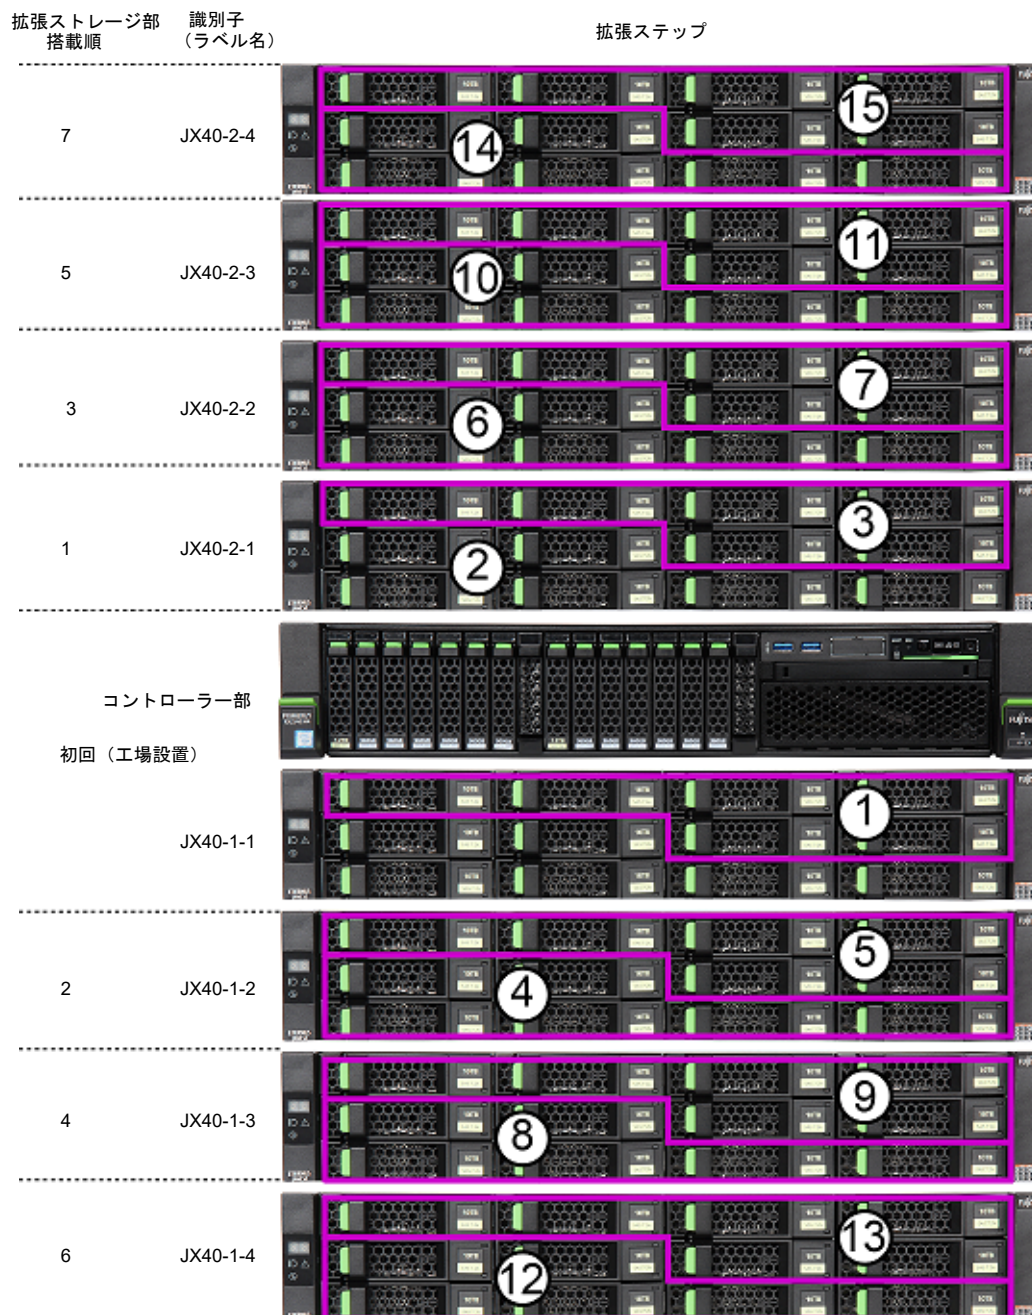 拡張ストレージ部 識別子 拡張ステップ
搭載順 （ラベル名）
7 JX40-2-4 14 15
5 JX40-2-3 10 11
3 JX40-2-2 6 7
1 JX40-2-1 2 3
コントローラー部
初回（工場設置）
JX40-1-1 1
2 JX40-1-2 4 5
4 JX40-1-3 8 9
6 JX40-1-4 12 13